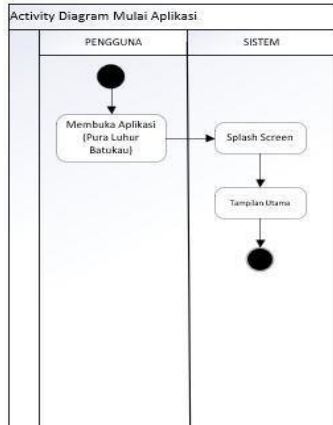 Activity Diagram Mulai Aplikasi
PENGGUNA
SISTEM
Membuka Aplikasi
(Pura Luhur
Batukau)
Splash Screen
Tampilan Utama